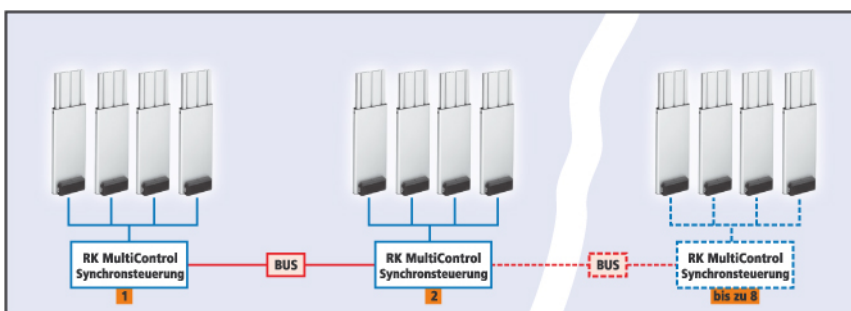 RK MultiControl
Synchronsteuerung
1
BUS
RK MultiControl
Synchronsteuerung
2
BUS
RK MultiControl
Synchronsteuerung
bis zu 8